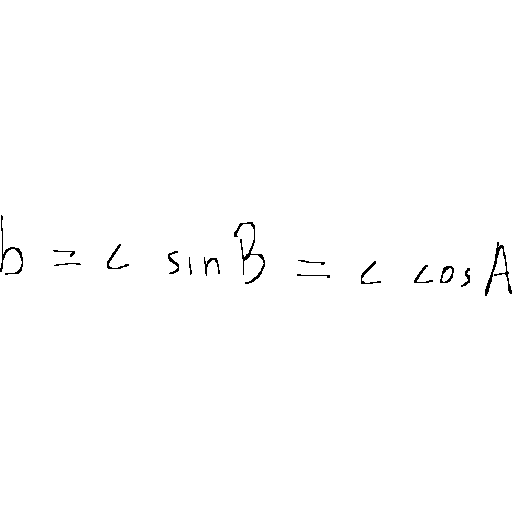 b = c sin B = c cos A